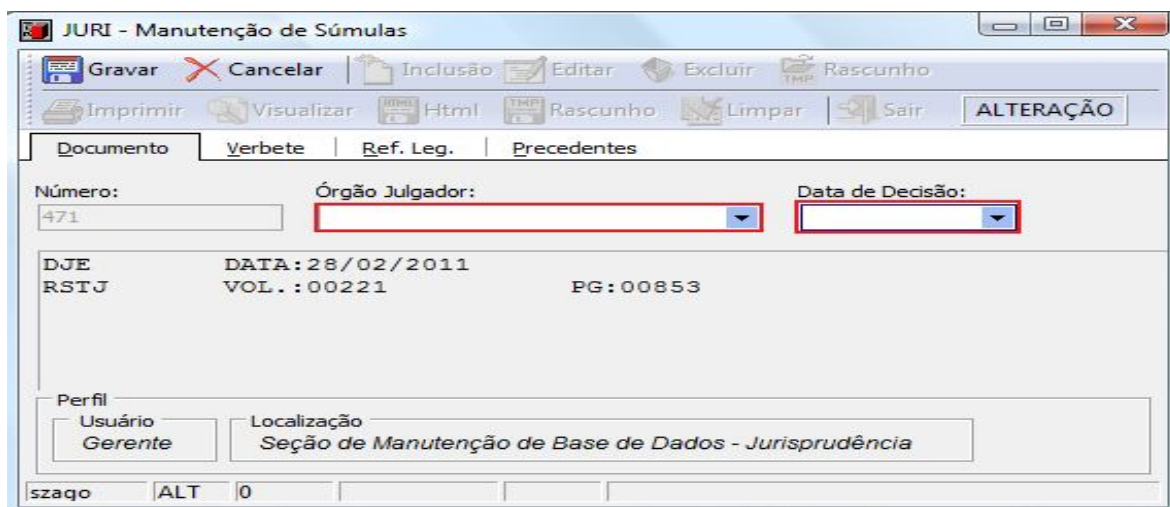 JURI - Manutenção de Súmulas
Gravar Cancelar Inclusão Editar Excluir Rascunho
Imprimir Visualizar Html Rascunho Limpar Sair ALTERAÇÃO
Documento Verbete Ref. Leg. Precedentes
Número: Órgão Julgador: Data de Decisão:
471
DJE DATA:28/02/2011
RSTJ VOL.:00221 PG:00853
Perfil
Usuário Localização
Gerente Seção de Manutenção de Base de Dados - Jurisprudência
szago ALT 0